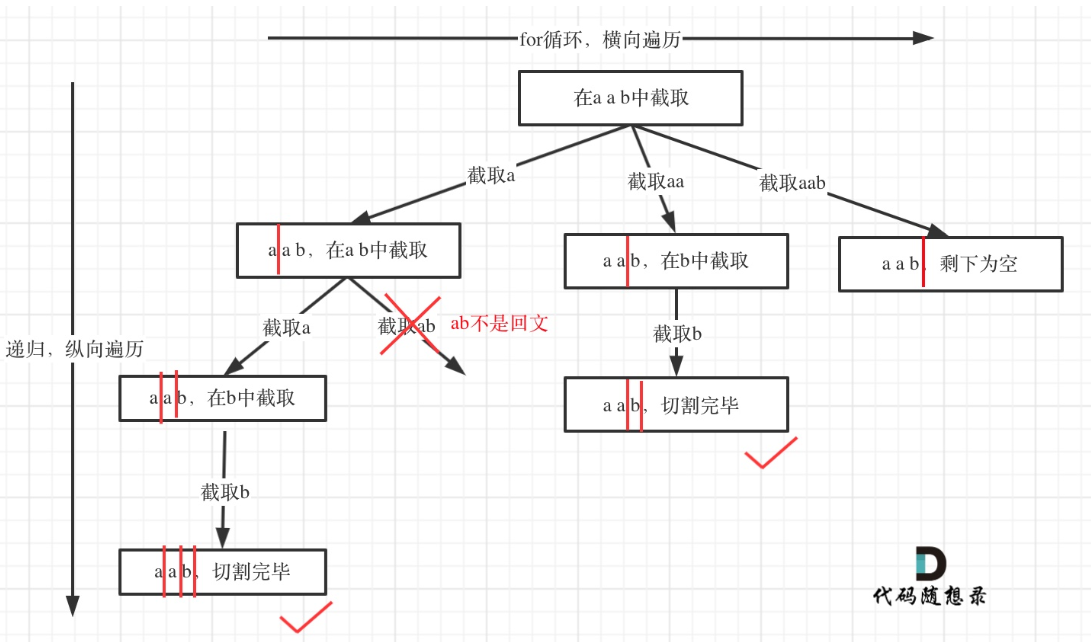 for循环，横向遍历
在a a b中截取
截取a
截取aa
截取aab
a a b，在a b中截取
a a b，在b中截取
a a b，剩下为空
截取a
截取ab
ab不是回文
截取b
递归，纵向遍历
a a b，在b中截取
a a b，切割完毕
截取b
a a b，切割完毕
代码随想录